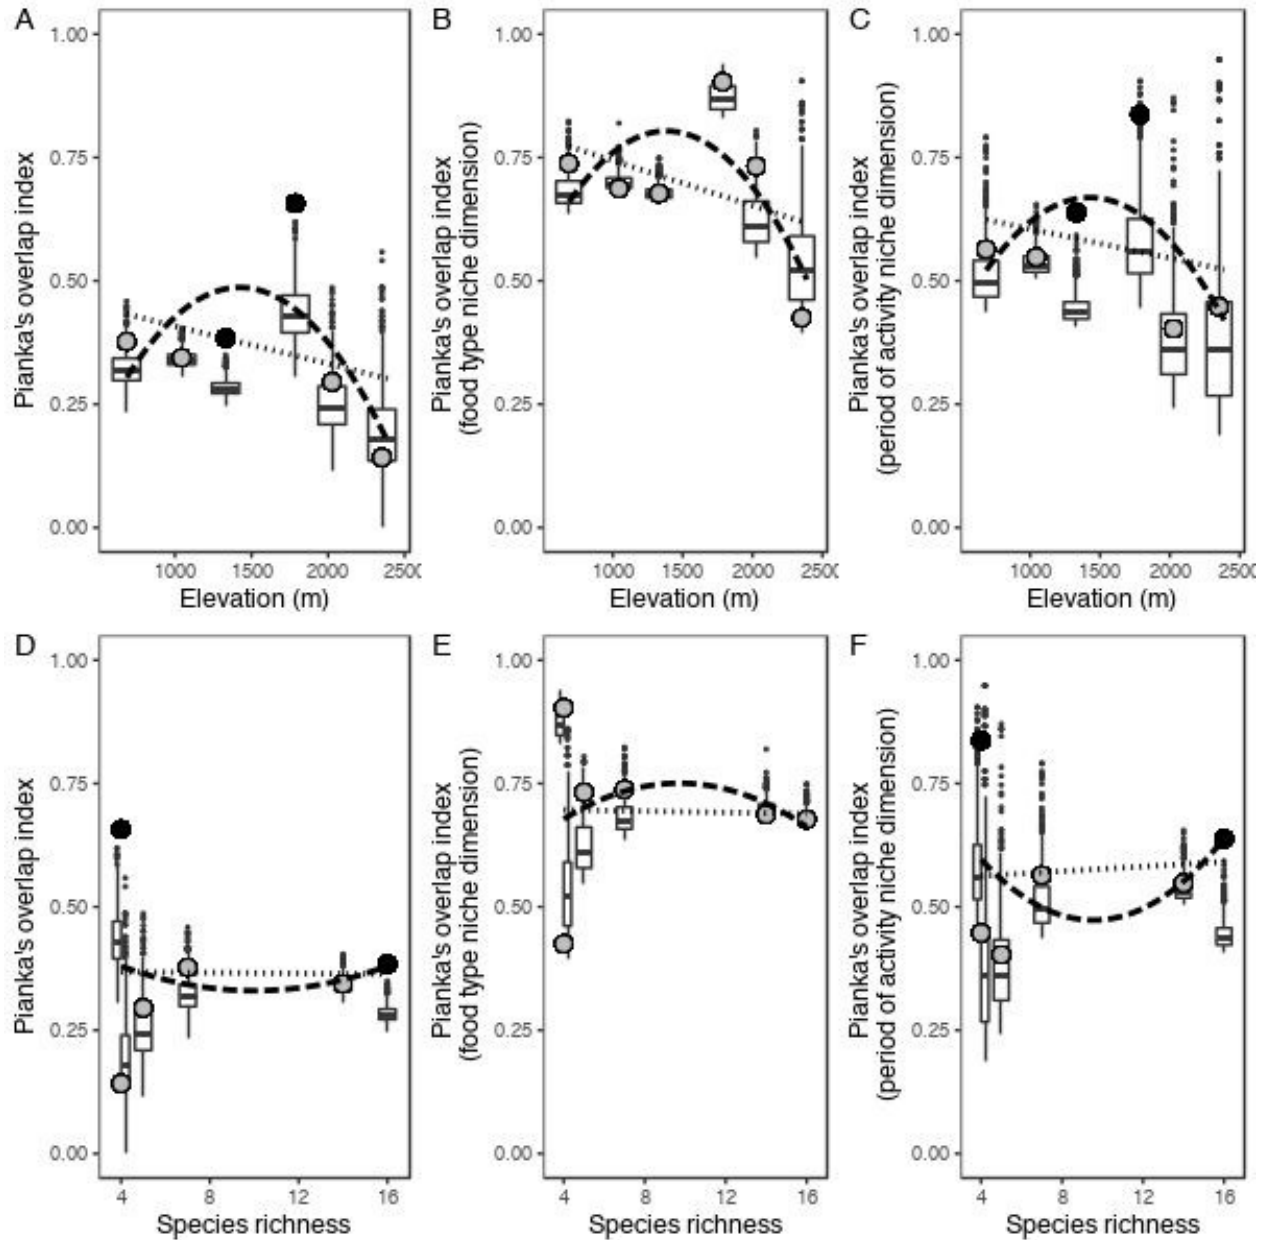 A
B
C
Pianka's overlap index
1.00
0.75
0.50
0.25
0.00
1000
1500
2000
2500
Elevation (m)
Pianka's overlap index
(food type niche dimension)
1.00
0.75
0.50
0.25
0.00
1000
1500
2000
2500
Elevation (m)
Pianka's overlap index
(period of activity niche dimension)
1.00
0.75
0.50
0.25
0.00
1000
1500
2000
2500
Elevation (m)
D
E
F
Pianka's overlap index
1.00
0.75
0.50
0.25
0.00
4
8
12
16
Species richness
Pianka's overlap index
(food type niche dimension)
1.00
0.75
0.50
0.25
0.00
4
8
12
16
Species richness
Pianka's overlap index
(period of activity niche dimension)
1.00
0.75
0.50
0.25
0.00
4
8
12
16
Species richness